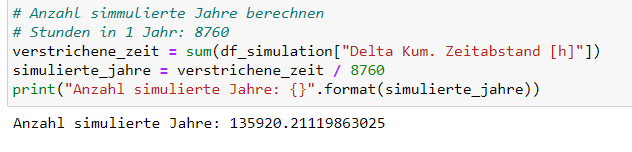 # Anzahl simmulierte Jahre berechnen
# Stunden in 1 Jahr: 8760
verstrichene_zeit = sum(df_simulation["Delta Kum. Zeitabstand [h]"])
simulierte_jahre = verstrichene_zeit / 8760
print("Anzahl simulierte Jahre: {}".format(simulierte_jahre))
Anzahl simulierte Jahre: 135920.21119863025